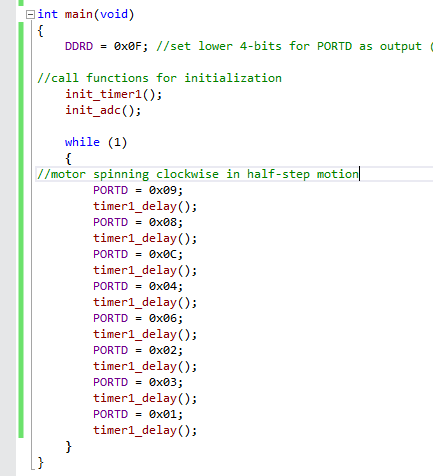 int main(void)
{
DDRD = 0x0F; //set lower 4-bits for PORTD as output (
//call functions for initialization
init_timer1();
init_adc();
while (1)
{
//motor spinning clockwise in half-step motion
PORTD = 0x09;
timer1_delay();
PORTD = 0x08;
timer1_delay();
PORTD = 0x0C;
timer1_delay();
PORTD = 0x04;
timer1_delay();
PORTD = 0x06;
timer1_delay();
PORTD = 0x02;
timer1_delay();
PORTD = 0x03;
timer1_delay();
PORTD = 0x01;
timer1_delay();
}
}